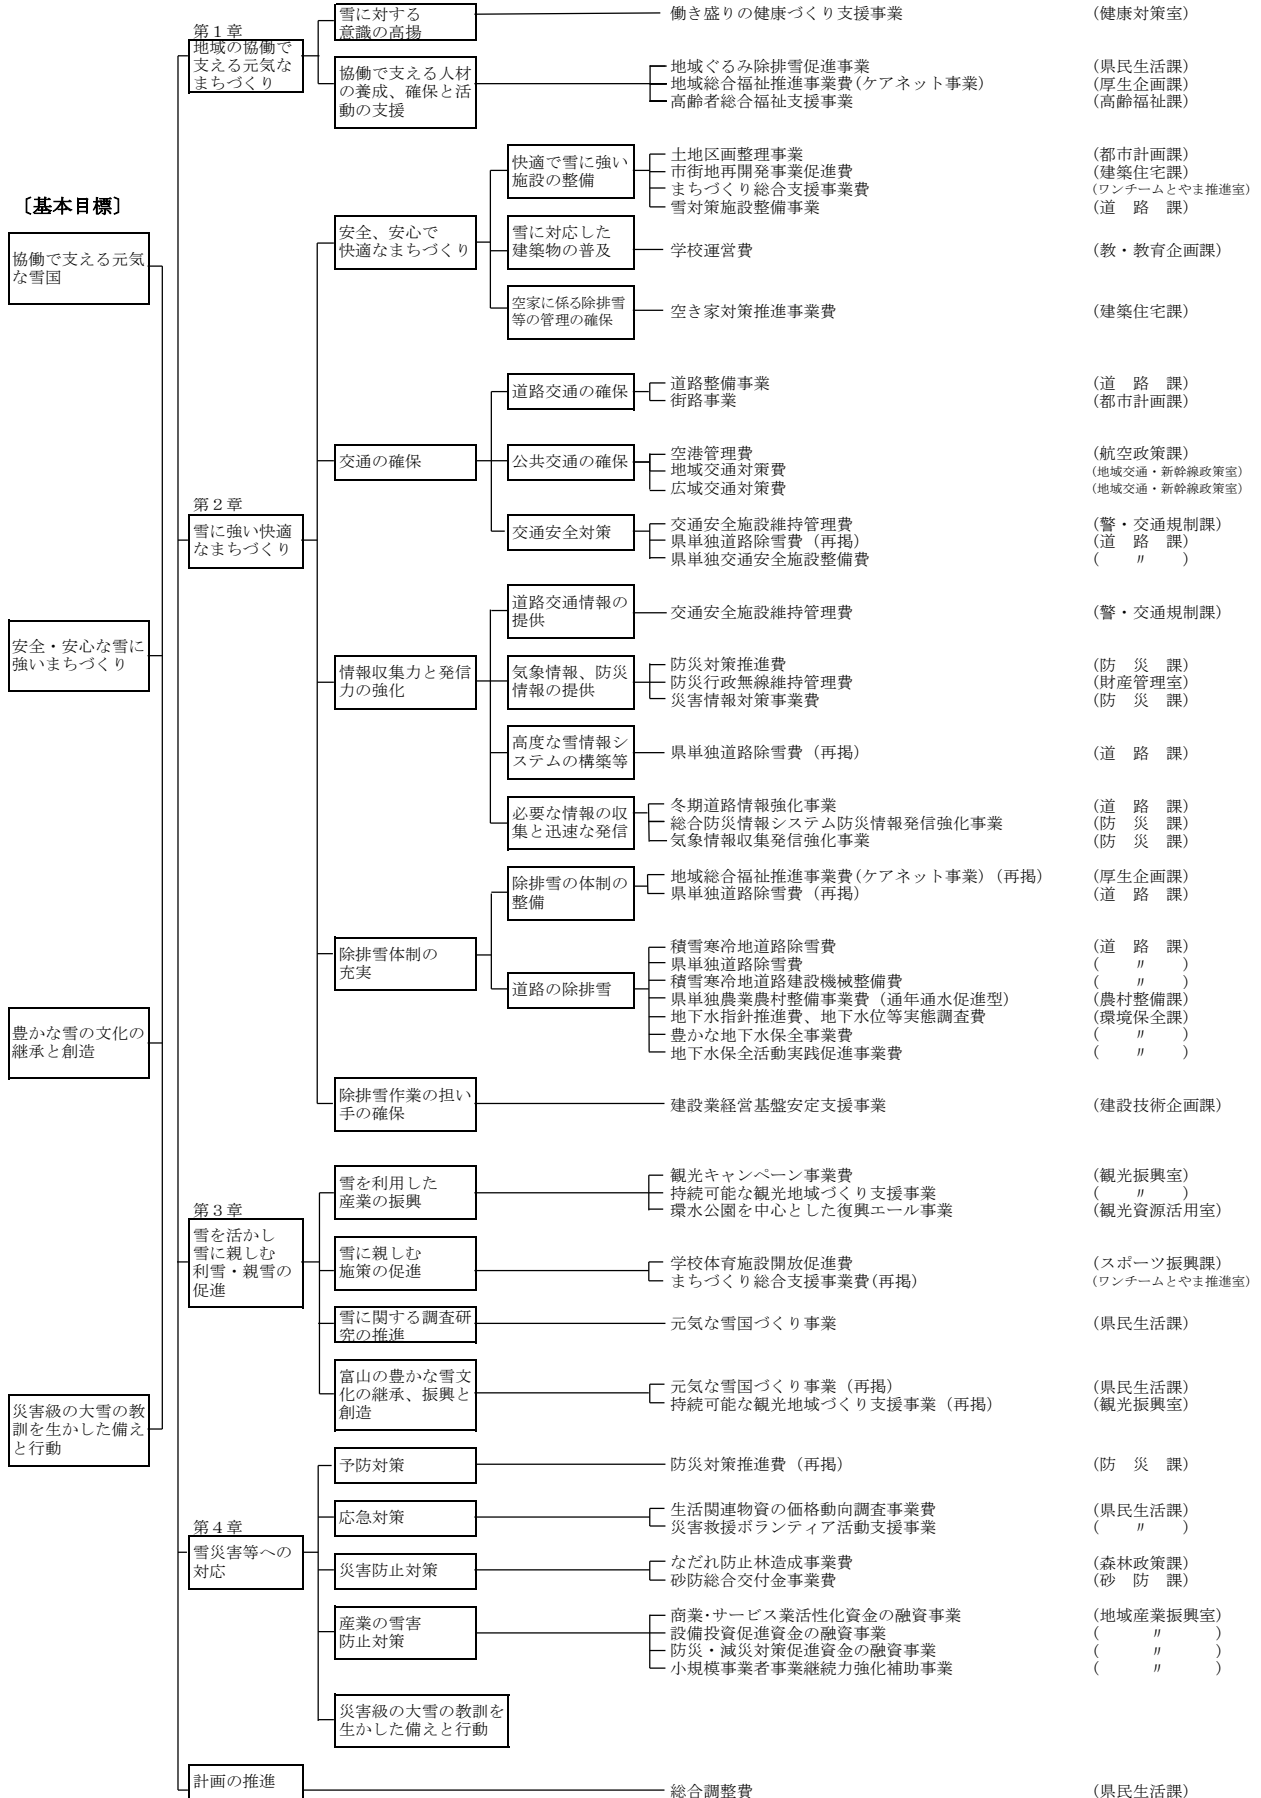 〔基本目標〕
協働で支える元気
な雪国
安全・安心な雪に
強いまちづくり
豊かな雪の文化の
継承と創造
災害級の大雪の教
訓を生かした備え
と行動
第１章
地域の協働で
支える元気な
まちづくり
雪に対する
意識の高揚
働き盛りの健康づくり支援事業 (健康対策室)
協働で支える人材
の養成、確保と活
動の支援
地域ぐるみ除排雪促進事業 (県民生活課)
地域総合福祉推進事業費(ケアネット事業) (厚生企画課)
高齢者総合福祉支援事業 (高齢福祉課)
第２章
雪に強い快適
なまちづくり
安全、安心で
快適なまちづくり
快適で雪に強い
施設の整備
土地区画整理事業 (都市計画課)
市街地再開発事業促進費 (建築住宅課)
まちづくり総合支援事業費 (ワンチームとやま推進室)
雪対策施設整備事業 (道　路　課)
雪に対応した
建築物の普及
学校運営費 (教・教育企画課)
空家に係る除排雪
等の管理の確保
空き家対策推進事業費 (建築住宅課)
交通の確保
道路交通の確保
道路整備事業 (道　路　課)
街路事業 (都市計画課)
公共交通の確保
空港管理費 (航空政策課)
地域交通対策費 (地域交通・新幹線政策室)
広域交通対策費 (地域交通・新幹線政策室)
交通安全対策
交通安全施設維持管理費 (警・交通規制課)
県単独道路除雪費（再掲） (道　路　課)
県単独交通安全施設整備費 (　〃　)
情報収集力と発信
力の強化
道路交通情報の
提供
交通安全施設維持管理費 (警・交通規制課)
気象情報、防災
情報の提供
防災対策推進費 (防　災　課)
防災行政無線維持管理費 (財産管理室)
災害情報対策事業費 (防　災　課)
高度な雪情報シ
ステムの構築等
県単独道路除雪費（再掲） (道　路　課)
必要な情報の収
集と迅速な発信
冬期道路情報強化事業 (道　路　課)
総合防災情報システム防災情報発信強化事業 (防　災　課)
気象情報収集発信強化事業 (防　災　課)
除排雪体制の
充実
除排雪の体制の
整備
地域総合福祉推進事業費(ケアネット事業)（再掲） (厚生企画課)
県単独道路除雪費（再掲） (道　路　課)
道路の除排雪
積雪寒冷地道路除雪費 (道　路　課)
県単独道路除雪費 (　〃　)
積雪寒冷地道路建設機械整備費 (　〃　)
県単独農業農村整備事業費（通年通水促進型） (農村整備課)
地下水指針推進費、地下水位等実態調査費 (環境保全課)
豊かな地下水保全事業費 (　〃　)
地下水保全活動実践促進事業費 (　〃　)
除排雪作業の担い
手の確保
建設業経営基盤安定支援事業 (建設技術企画課)
第３章
雪を活かし
雪に親しむ
利雪・親雪の
促進
雪を利用した
産業の振興
観光キャンペーン事業費 (観光振興室)
持続可能な観光地域づくり支援事業 (　〃　)
環水公園を中心とした復興エール事業 (観光資源活用室)
雪に親しむ
施策の促進
学校体育施設開放促進費 (スポーツ振興課)
まちづくり総合支援事業費(再掲) (ワンチームとやま推進室)
雪に関する調査研
究の推進
元気な雪国づくり事業 (県民生活課)
富山の豊かな雪文
化の継承、振興と
創造
元気な雪国づくり事業（再掲） (県民生活課)
持続可能な観光地域づくり支援事業（再掲） (観光振興室)
第４章
雪災害等への
対応
予防対策
防災対策推進費（再掲） (防　災　課)
応急対策
生活関連物資の価格動向調査事業費 (県民生活課)
災害救援ボランティア活動支援事業 (　〃　)
災害防止対策
なだれ防止林造成事業費 (森林政策課)
砂防総合交付金事業費 (砂　防　課)
産業の雪害
防止対策
商業･サービス業活性化資金の融資事業 (地域産業振興室)
設備投資促進資金の融資事業 (　〃　)
防災・減災対策促進資金の融資事業 (　〃　)
小規模事業者事業継続力強化補助事業 (　〃　)
災害級の大雪の教訓を
生かした備えと行動
計画の推進
総合調整費 (県民生活課)